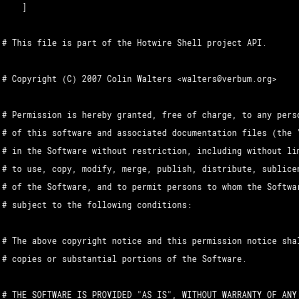 ]
# This file is part of the Hotwire Shell project API.
# Copyright (C) 2007 Colin Walters <walters@verbum.org>
# Permission is hereby granted, free of charge, to any perso
# of this software and associated documentation files (the "
# in the Software without restriction, including without lim
# to use, copy, modify, merge, publish, distribute, sublicen
# of the Software, and to permit persons to whom the Softwar
# subject to the following conditions:
# The above copyright notice and this permission notice shal
# copies or substantial portions of the Software.
# THE SOFTWARE IS PROVIDED "AS IS", WITHOUT WARRANTY OF ANY